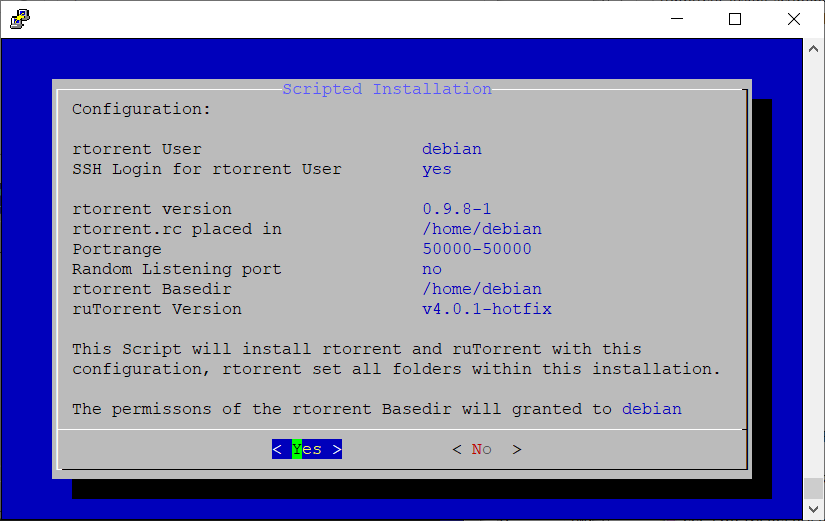 Scripted Installation
Configuration:
rtorrent User debian
SSH Login for rtorrent User yes
rtorrent version 0.9.8-1
rtorrent.rc placed in /home/debian
Portrange 50000-50000
Random Listening port no
rtorrent Basedir /home/debian
ruTorrent Version v4.0.1-hotfix
This Script will install rtorrent and ruTorrent with this
configuration, rtorrent set all folders within this installation.
The permissons of the rtorrent Basedir will granted to debian
< Yes > < No >